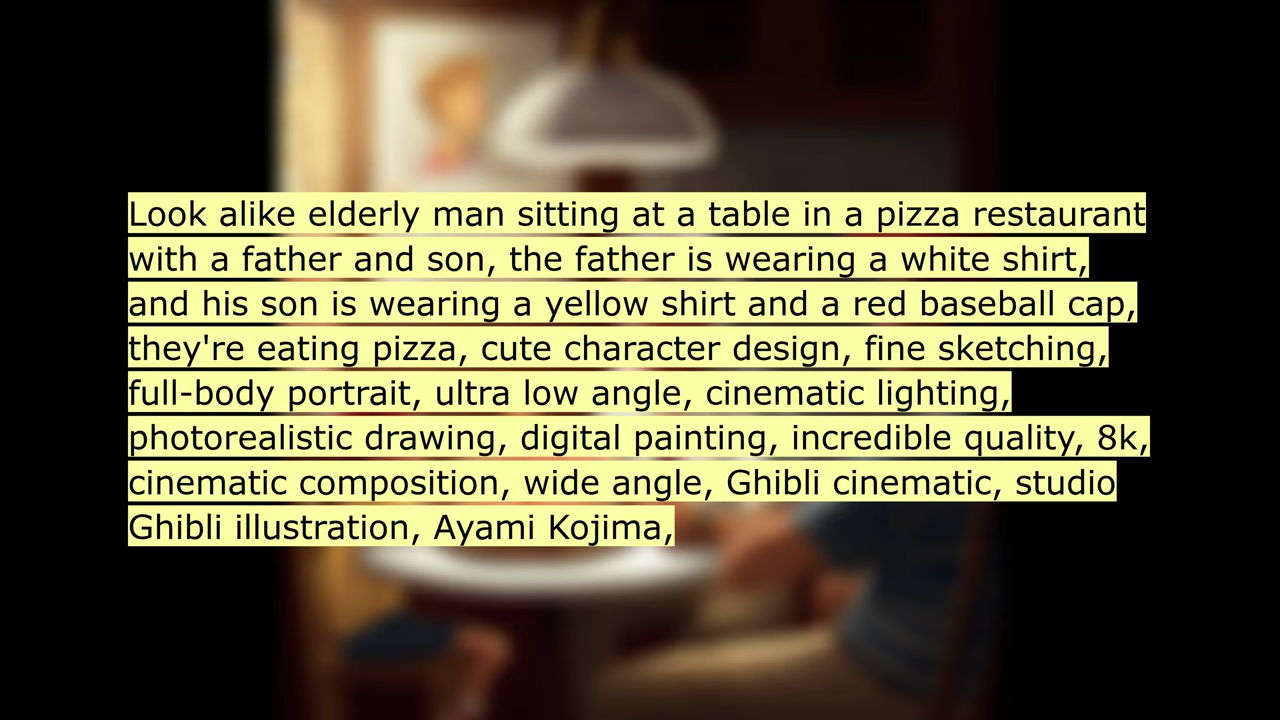 Look alike elderly man sitting at a table in a pizza restaurant
with a father and son, the father is wearing a white shirt,
and his son is wearing a yellow shirt and a red baseball cap,
they're eating pizza, cute character design, fine sketching,
full-body portrait, ultra low angle, cinematic lighting,
photorealistic drawing, digital painting, incredible quality, 8k,
cinematic composition, wide angle, Ghibli cinematic, studio
Ghibli illustration, Ayami Kojima,